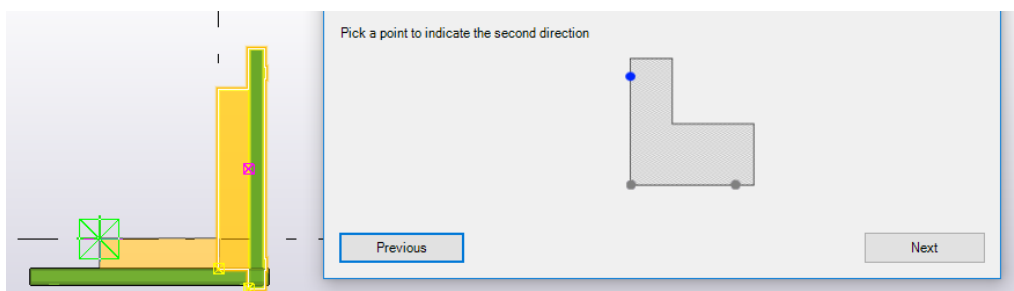 Pick a point to indicate the second direction
Previous
Next